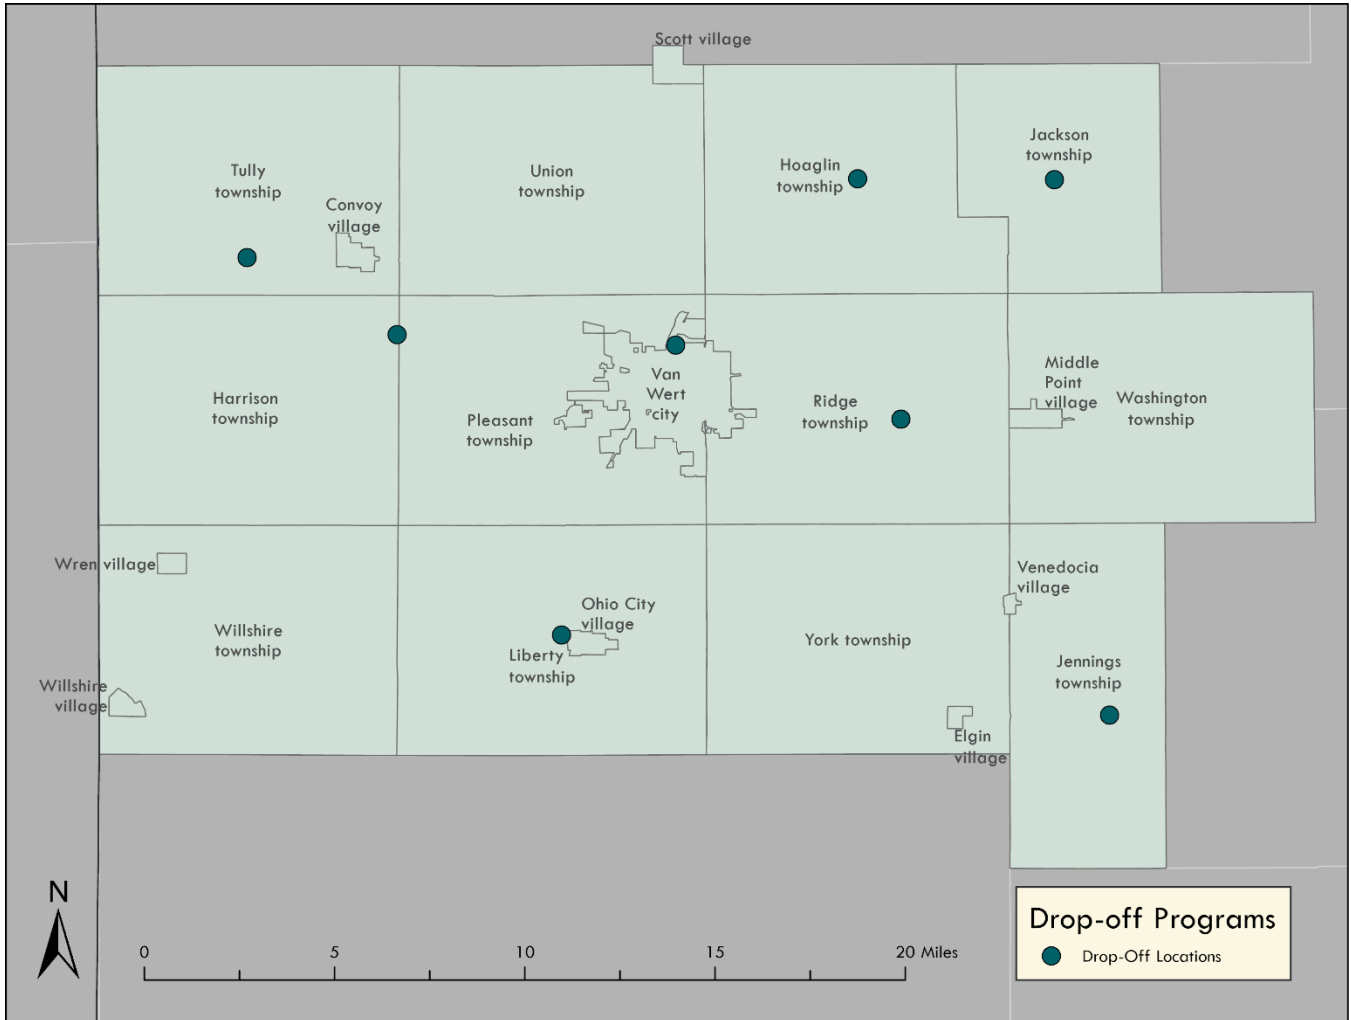 Scott village
Jackson
township
Hoaglin
township
Union
township
Tully
township
Convoy
village
Middle
Point
village
Washington
township
Van
Wert
city
Ridge
township
Harrison
township
Pleasant
township
Wren village
Venedocia
village
Ohio City
village
Willshire
township
York township
Liberty
township
Jennings
township
Willshire
village
Elgin
village
N
0
5
10
15
20 Miles
Drop-off Programs
Drop-Off Locations